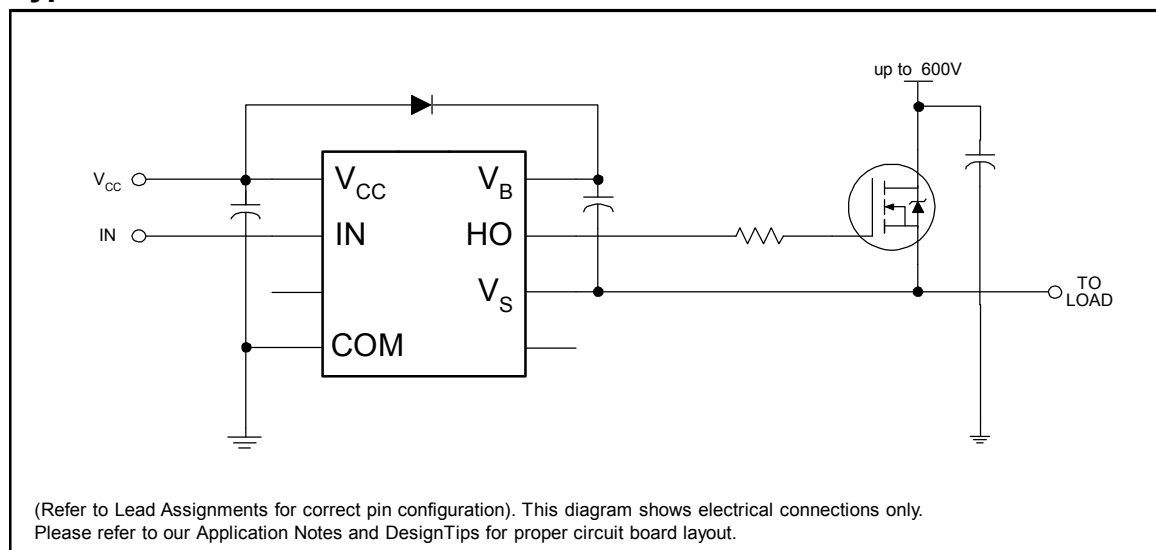 up to 600V
V_CC
V_CC
V_B
IN
IN
HO
V_S
TO
LOAD
COM
(Refer to Lead Assignments for correct pin configuration). This diagram shows electrical connections only.
Please refer to our Application Notes and DesignTips for proper circuit board layout.